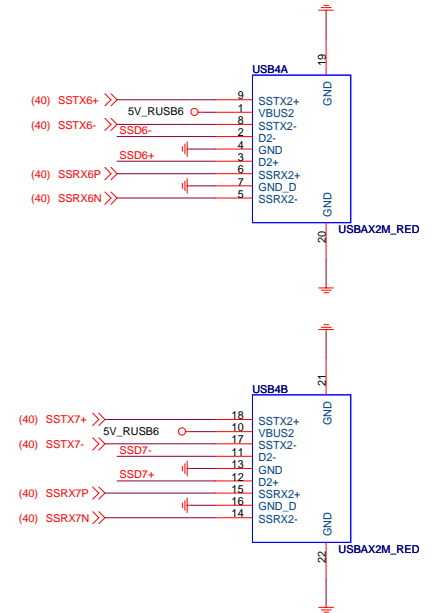 19
USB4A
GND
(40) SSTX6+ 9 SSTX2+
5V_RUSB6 1 VBUS2
(40) SSTX6- 8 SSTX2-
SSD6- 2 D2-
4 GND
SSD6+ 3 D2+
(40) SSRX6P 6 SSRX2+
7 GND_D
(40) SSRX6N 5 SSRX2-
GND
20
USBAX2M_RED
21
USB4B
GND
(40) SSTX7+ 18 SSTX2+
5V_RUSB6 10 VBUS2
(40) SSTX7- 17 SSTX2-
SSD7- 11 D2-
13 GND
SSD7+ 12 D2+
(40) SSRX7P 15 SSRX2+
16 GND_D
(40) SSRX7N 14 SSRX2-
GND
22
USBAX2M_RED